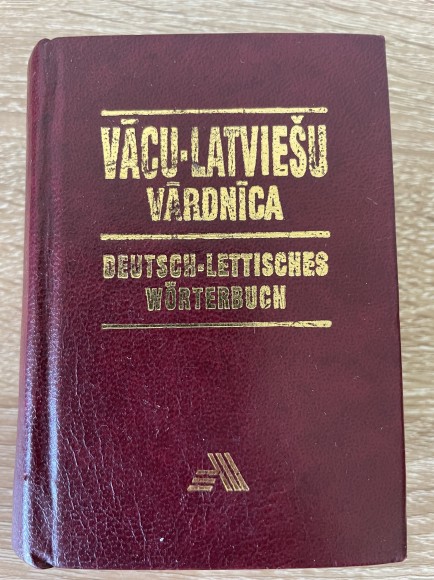 VĀCU-LATVIEŠU
VĀRDNĪCA
DEUTSCH-LETTISCHES
WÖRTERBUCH